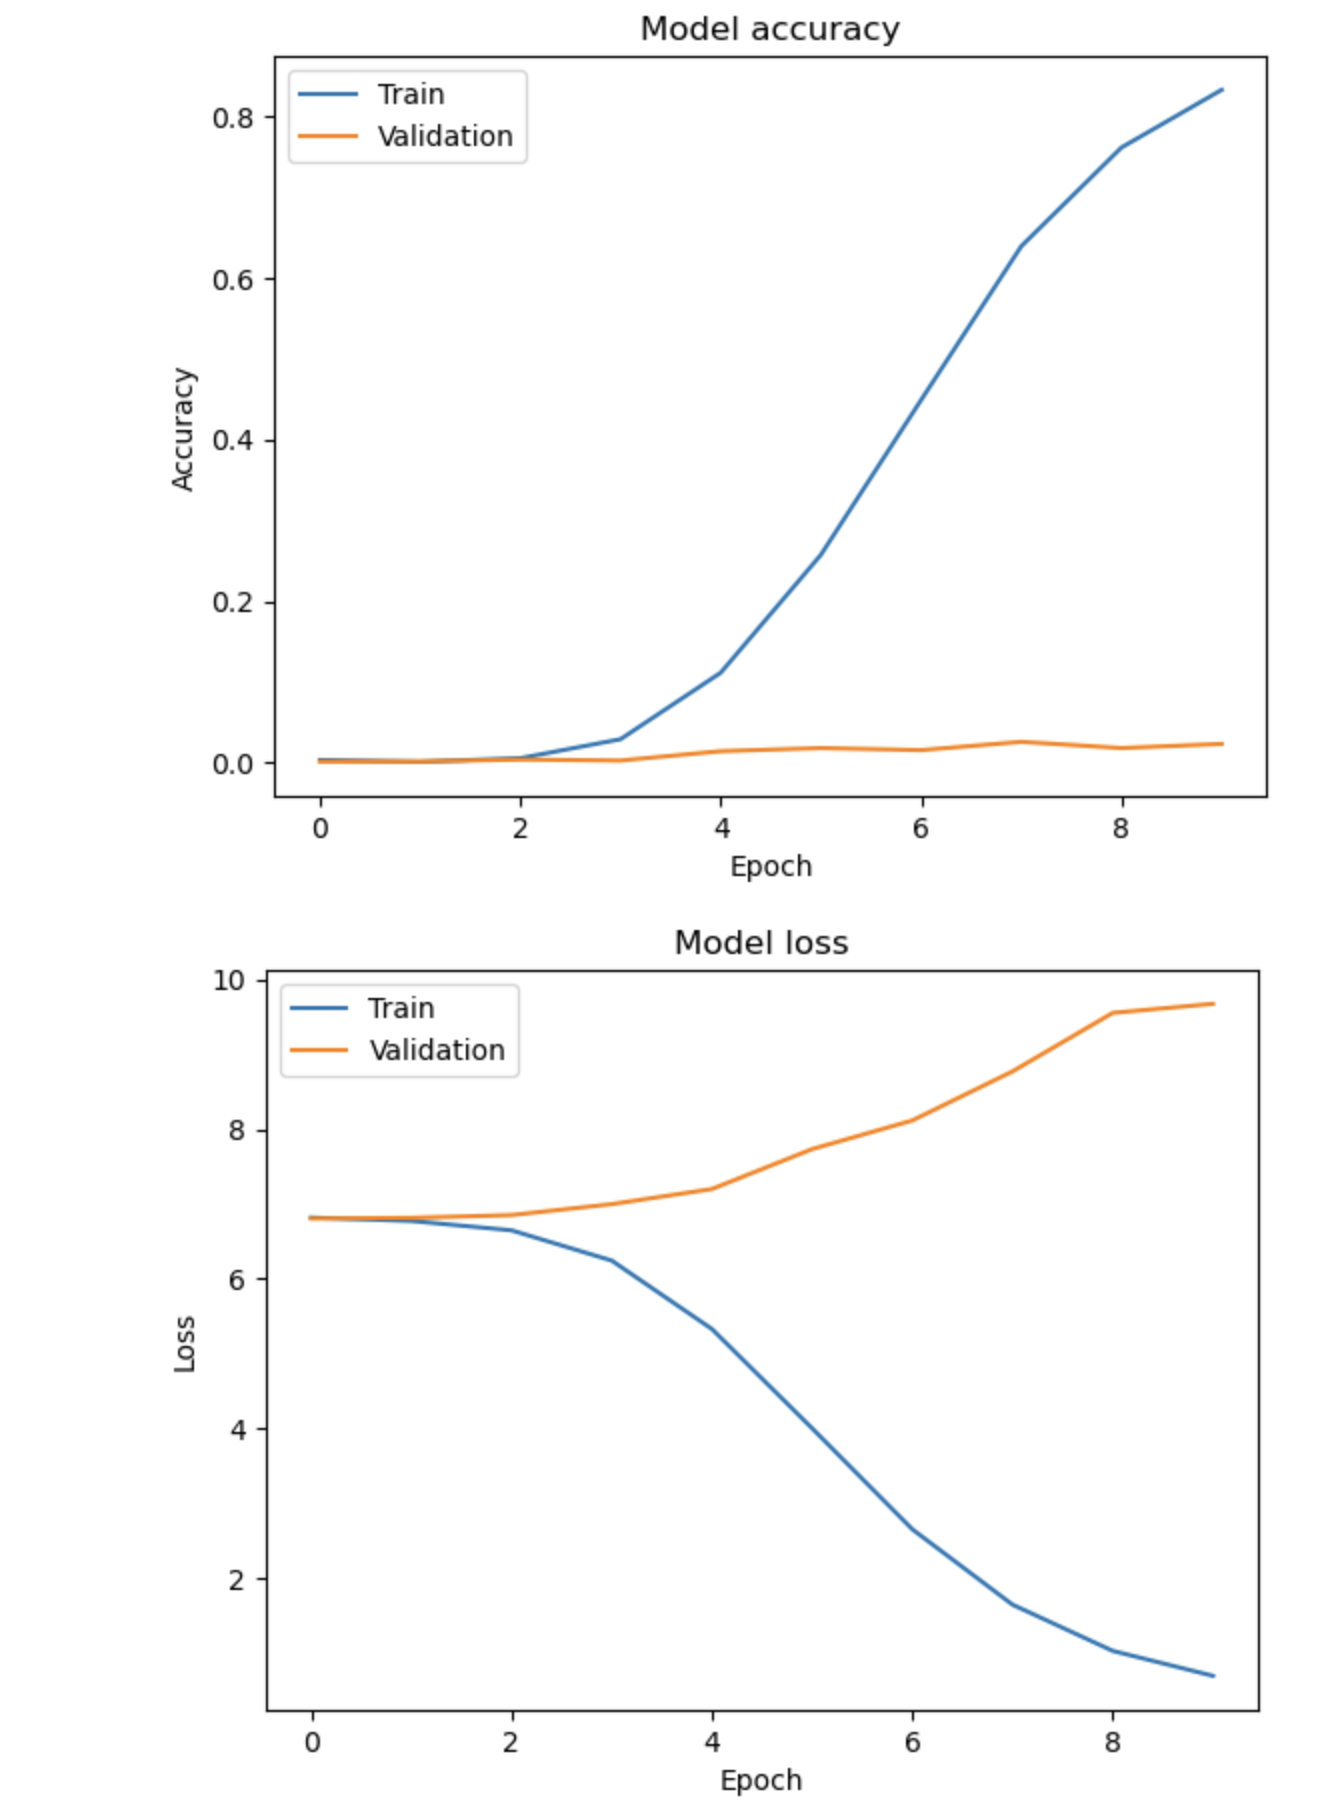 Model accuracy
Train
Validation
0.8
0.6
0.4
0.2
0.0
Accuracy
0 2 4 6 8
Epoch
Model loss
Train
Validation
10
8
6
4
2
Loss
0 2 4 6 8
Epoch